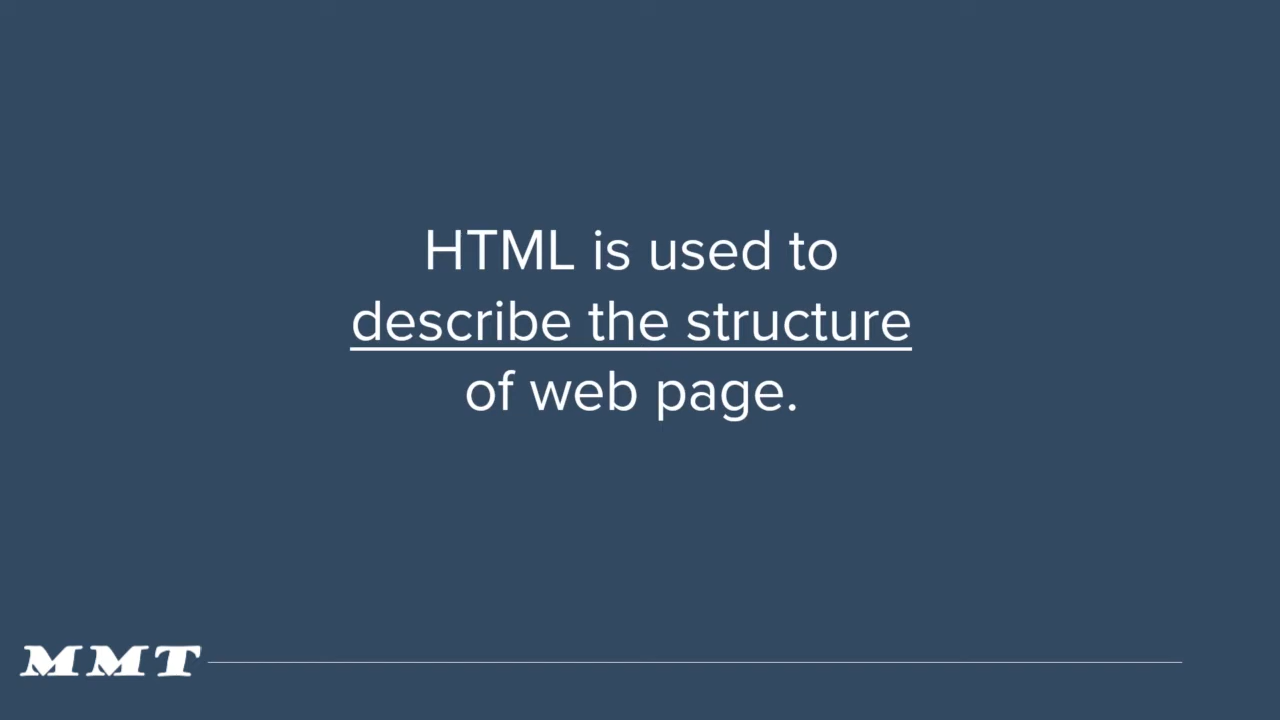 HTML is used to
describe the structure
of web page.
MMT